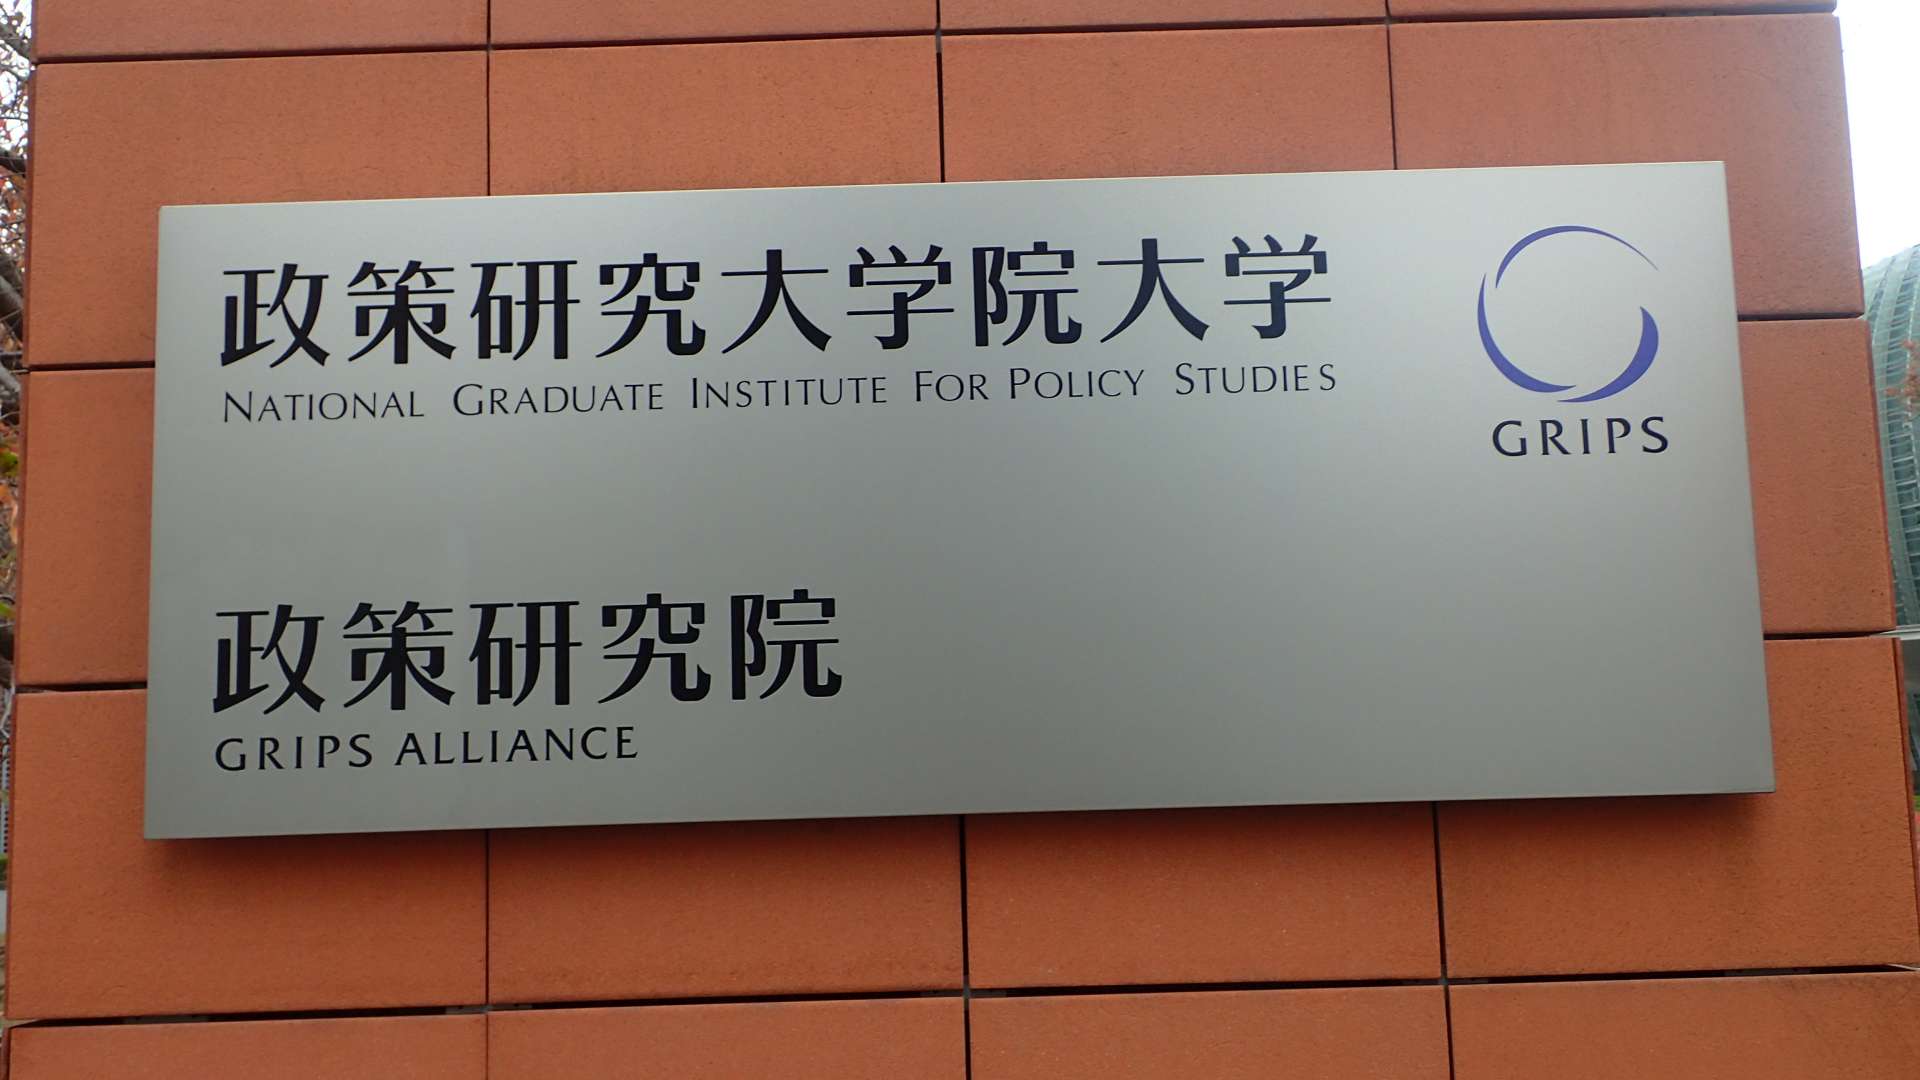 政策研究大学院大学
NATIONAL GRADUATE INSTITUTE FOR POLICY STUDIES
GRIPS
政策研究院
GRIPS ALLIANCE